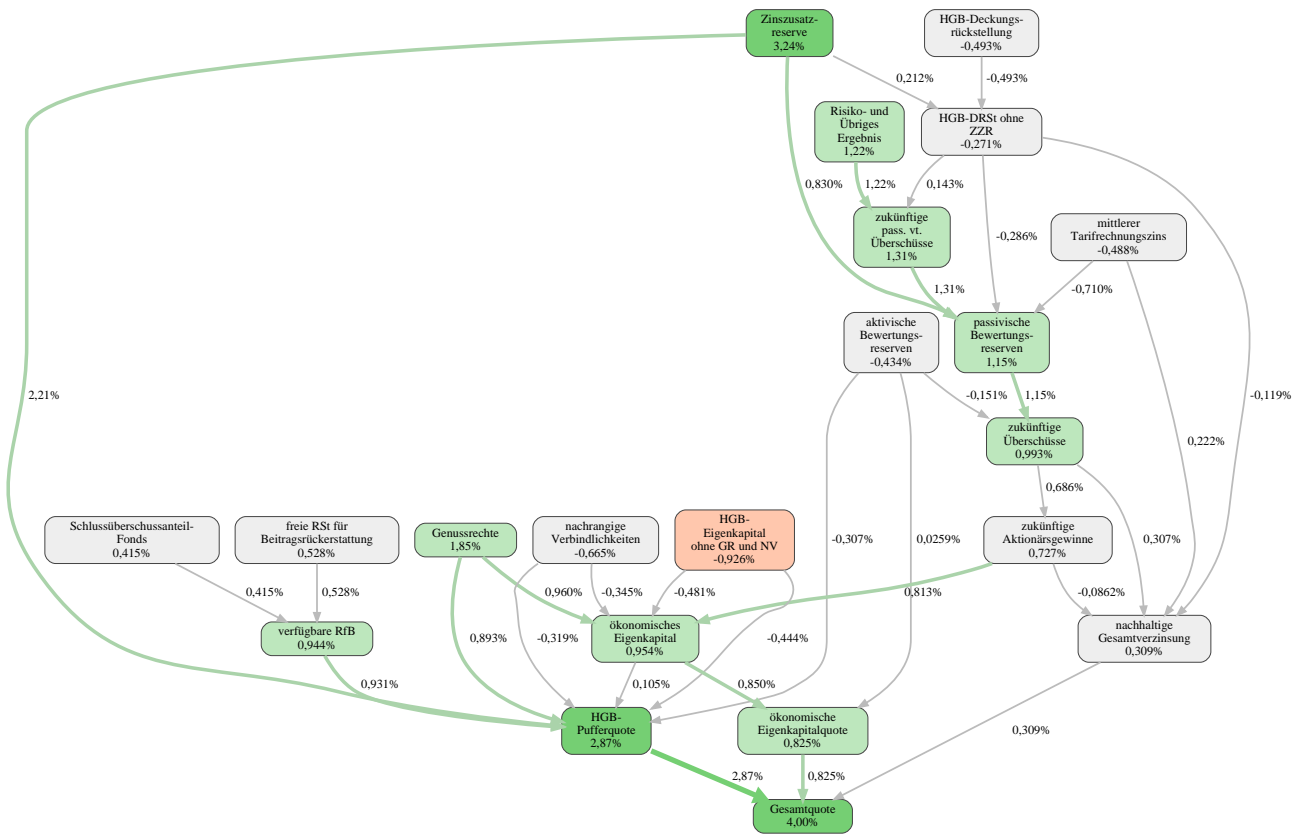 Zinszusatz-
reserve
3,24%
HGB-Deckungs-
rückstellung
-0,493%
0,212%
-0,493%
Risiko- und
Übriges
Ergebnis
1,22%
HGB-DRSt ohne
ZZR
-0,271%
0,830%
1,22%
0,143%
zukünftige
pass. vt.
Überschüsse
1,31%
-0,286%
mittlerer
Tarifrechnungszins
-0,488%
1,31%
-0,710%
aktivische
Bewertungs-
reserven
-0,434%
passivische
Bewertungs-
reserven
1,15%
2,21%
-0,151%
1,15%
-0,119%
zukünftige
Überschüsse
0,993%
0,222%
0,686%
Schlussüberschussanteil-
Fonds
0,415%
freie RSt für
Beitragsrückerstattung
0,528%
Genussrechte
1,85%
nachrangige
Verbindlichkeiten
-0,665%
HGB-
Eigenkapital
ohne GR und NV
-0,926%
-0,307%
0,0259%
zukünftige
Aktionärsgewinne
0,727%
0,307%
0,415%
0,528%
0,960%
-0,345%
-0,481%
0,813%
-0,0862%
verfügbare RfB
0,944%
0,893%
-0,319%
ökonomisches
Eigenkapital
0,954%
-0,444%
nachhaltige
Gesamtverzinsung
0,309%
0,931%
0,105%
0,850%
HGB-
Pufferquote
2,87%
ökonomische
Eigenkapitalquote
0,825%
0,309%
2,87%
0,825%
Gesamtquote
4,00%